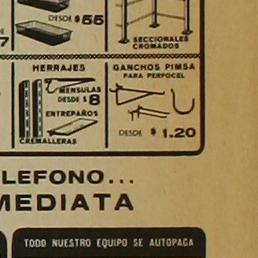 DESDE $55
7
SECCIONALES
CROMADOS
HERRAJES
MENSULAS
DESDE $8
ENTREPAÑOS
CREMALLERAS
GANCHOS PIMSA
PARA PERFOCEL
DESDE $1.20
LEFONO...
MEDIATA
TODO NUESTRO EQUIPO SE AUTOPAGA